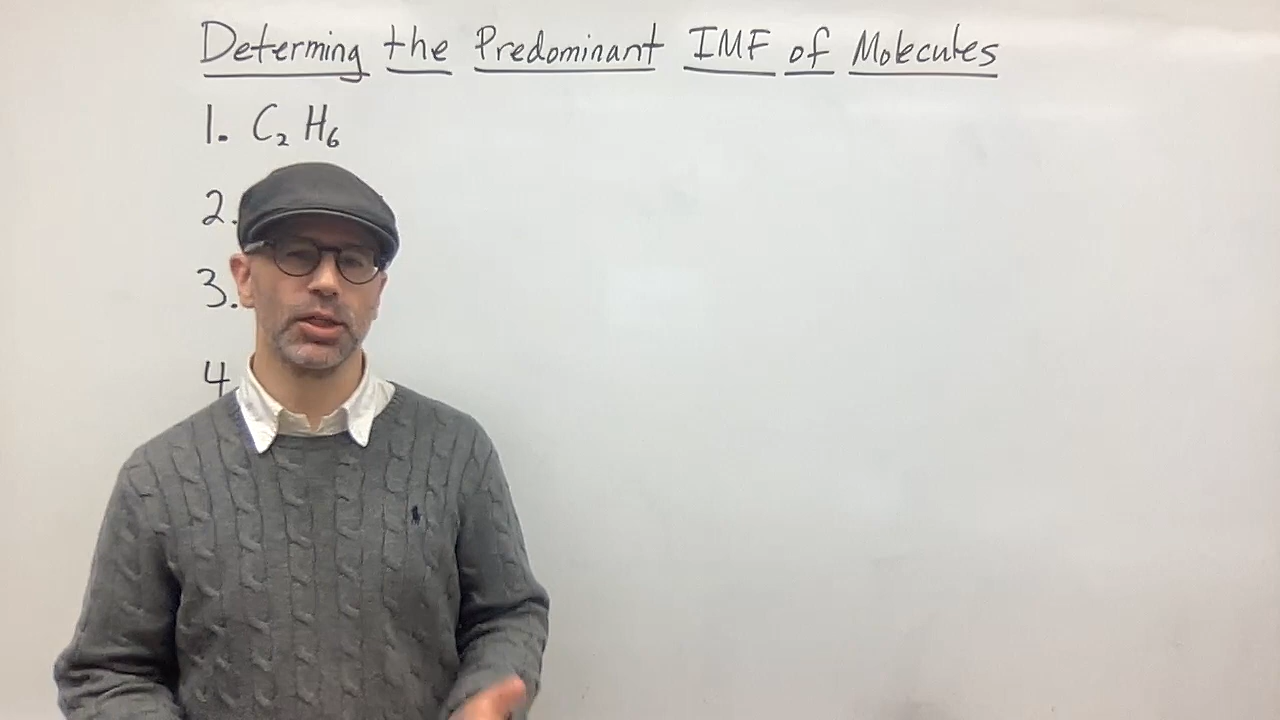 Determing the Predominant IMF of Molecules
1. C₂ H₆
2.
3.
4